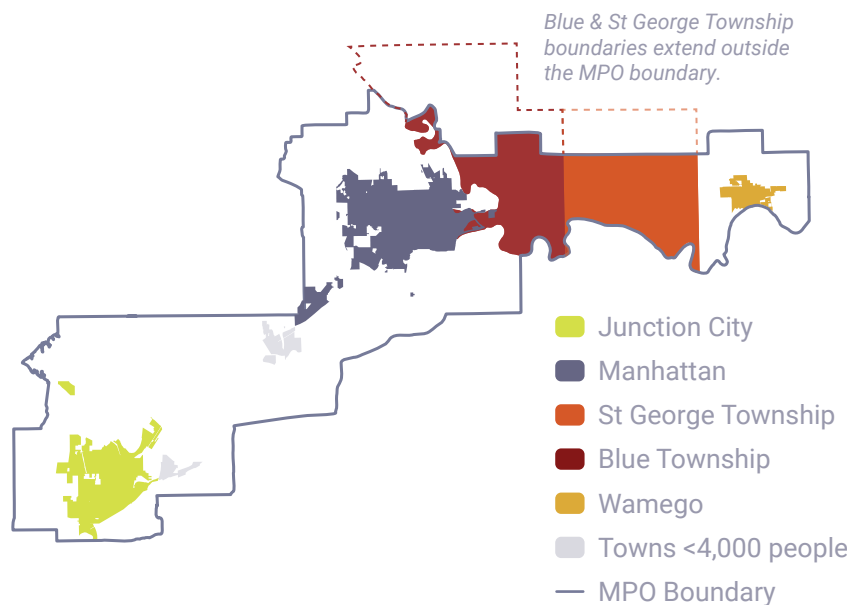 Blue & St George Township
boundaries extend outside
the MPO boundary.
Junction City
Manhattan
St George Township
Blue Township
Wamego
Towns <4,000 people
MPO Boundary